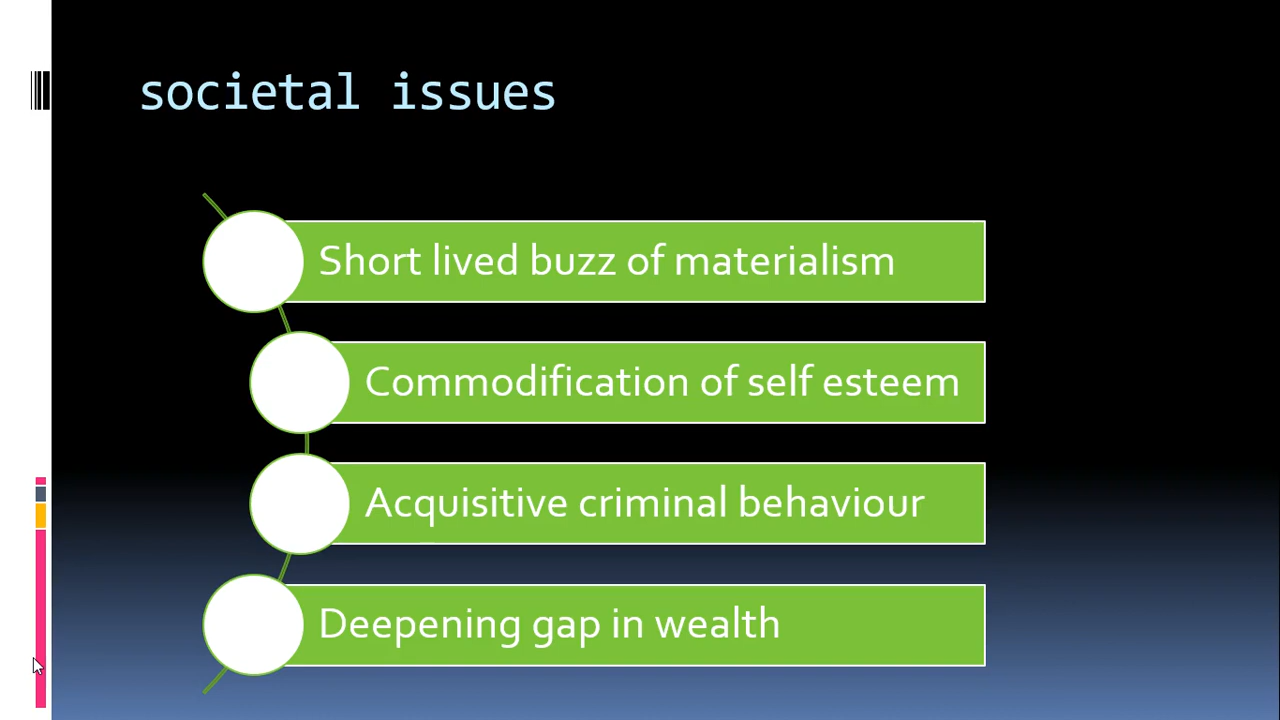 societal issues
Short lived buzz of materialism
Commodification of self esteem
Acquisitive criminal behaviour
Deepening gap in wealth